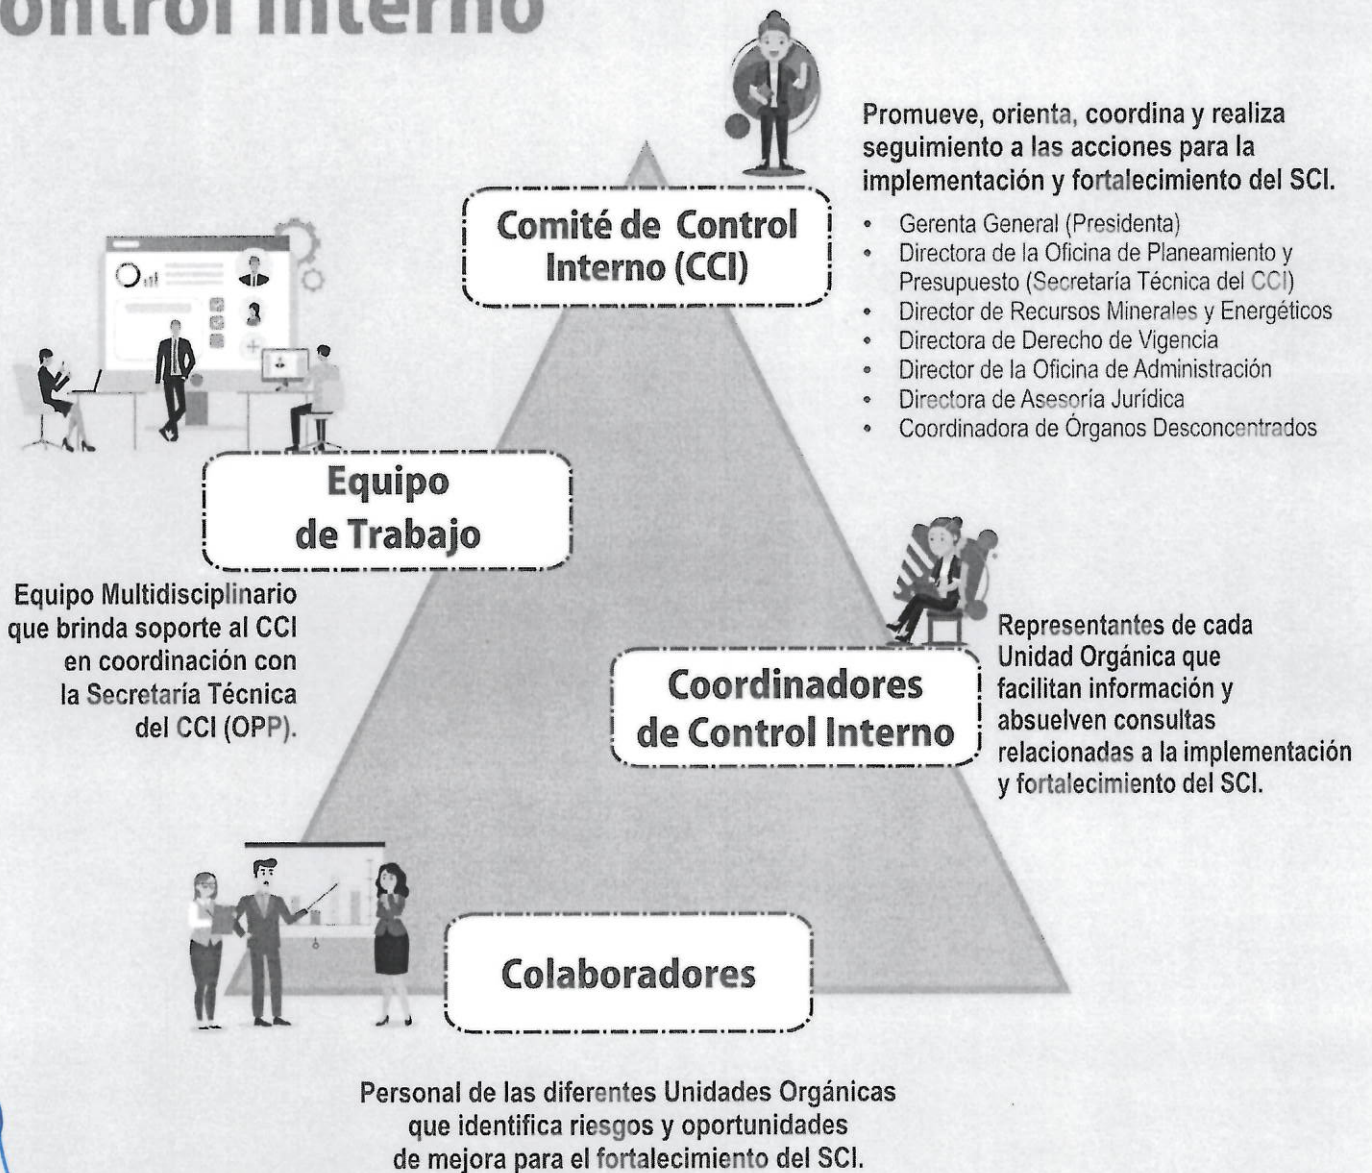 ontrol Interno
Promueve, orienta, coordina y realiza
seguimiento a las acciones para la
implementación y fortalecimiento del SCI.
Comité de Control
Interno (CCI)
• Gerenta General (Presidenta)
• Directora de la Oficina de Planeamiento y
Presupuesto (Secretaría Técnica del CCI)
• Director de Recursos Minerales y Energéticos
• Directora de Derecho de Vigencia
• Director de la Oficina de Administración
• Directora de Asesoría Jurídica
• Coordinadora de Órganos Desconcentrados
Equipo
de Trabajo
Equipo Multidisciplinario
que brinda soporte al CCI
en coordinación con
la Secretaría Técnica
del CCI (OPP).
Coordinadores
de Control Interno
Representantes de cada
Unidad Orgánica que
facilitan información y
absuelven consultas
relacionadas a la implementación
y fortalecimiento del SCI.
Colaboradores
Personal de las diferentes Unidades Orgánicas
que identifica riesgos y oportunidades
de mejora para el fortalecimiento del SCI.